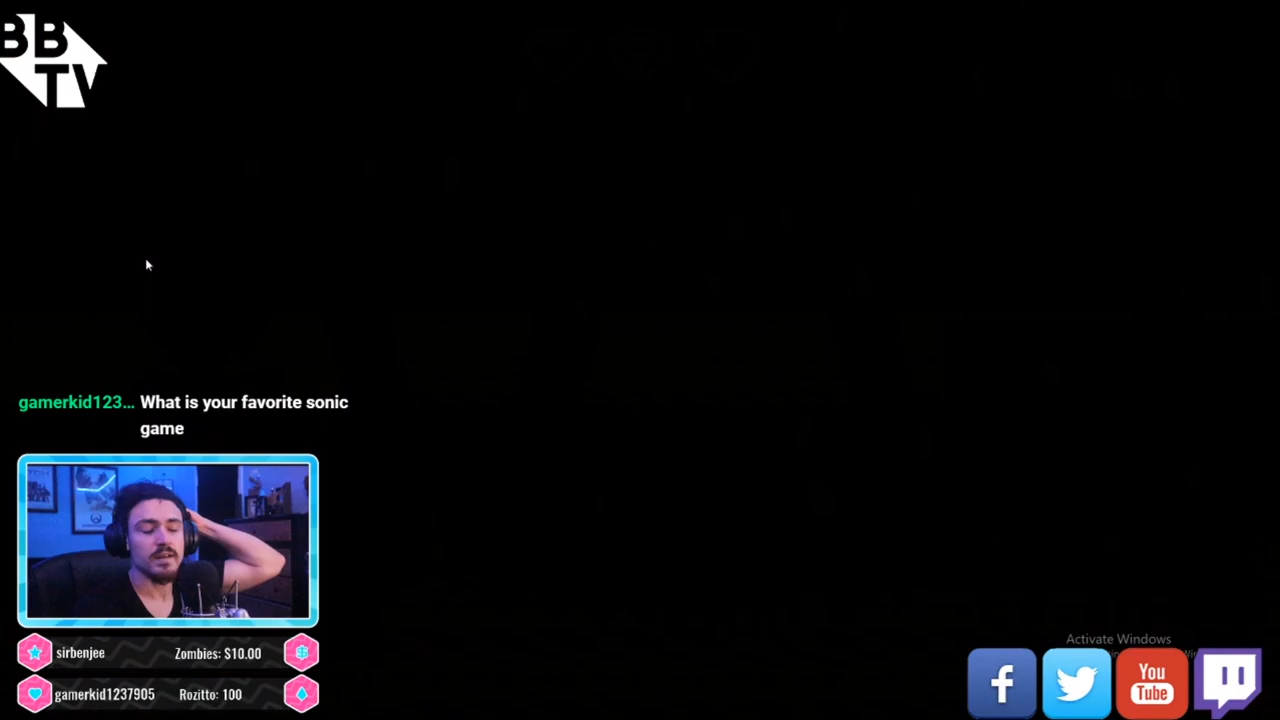 BB
TV
gamerkid123... What is your favorite sonic
game
Activate Windows
sirbenjee Zombies: $10.00
gamerkid1237905 Rozitto: 100
You
Tube